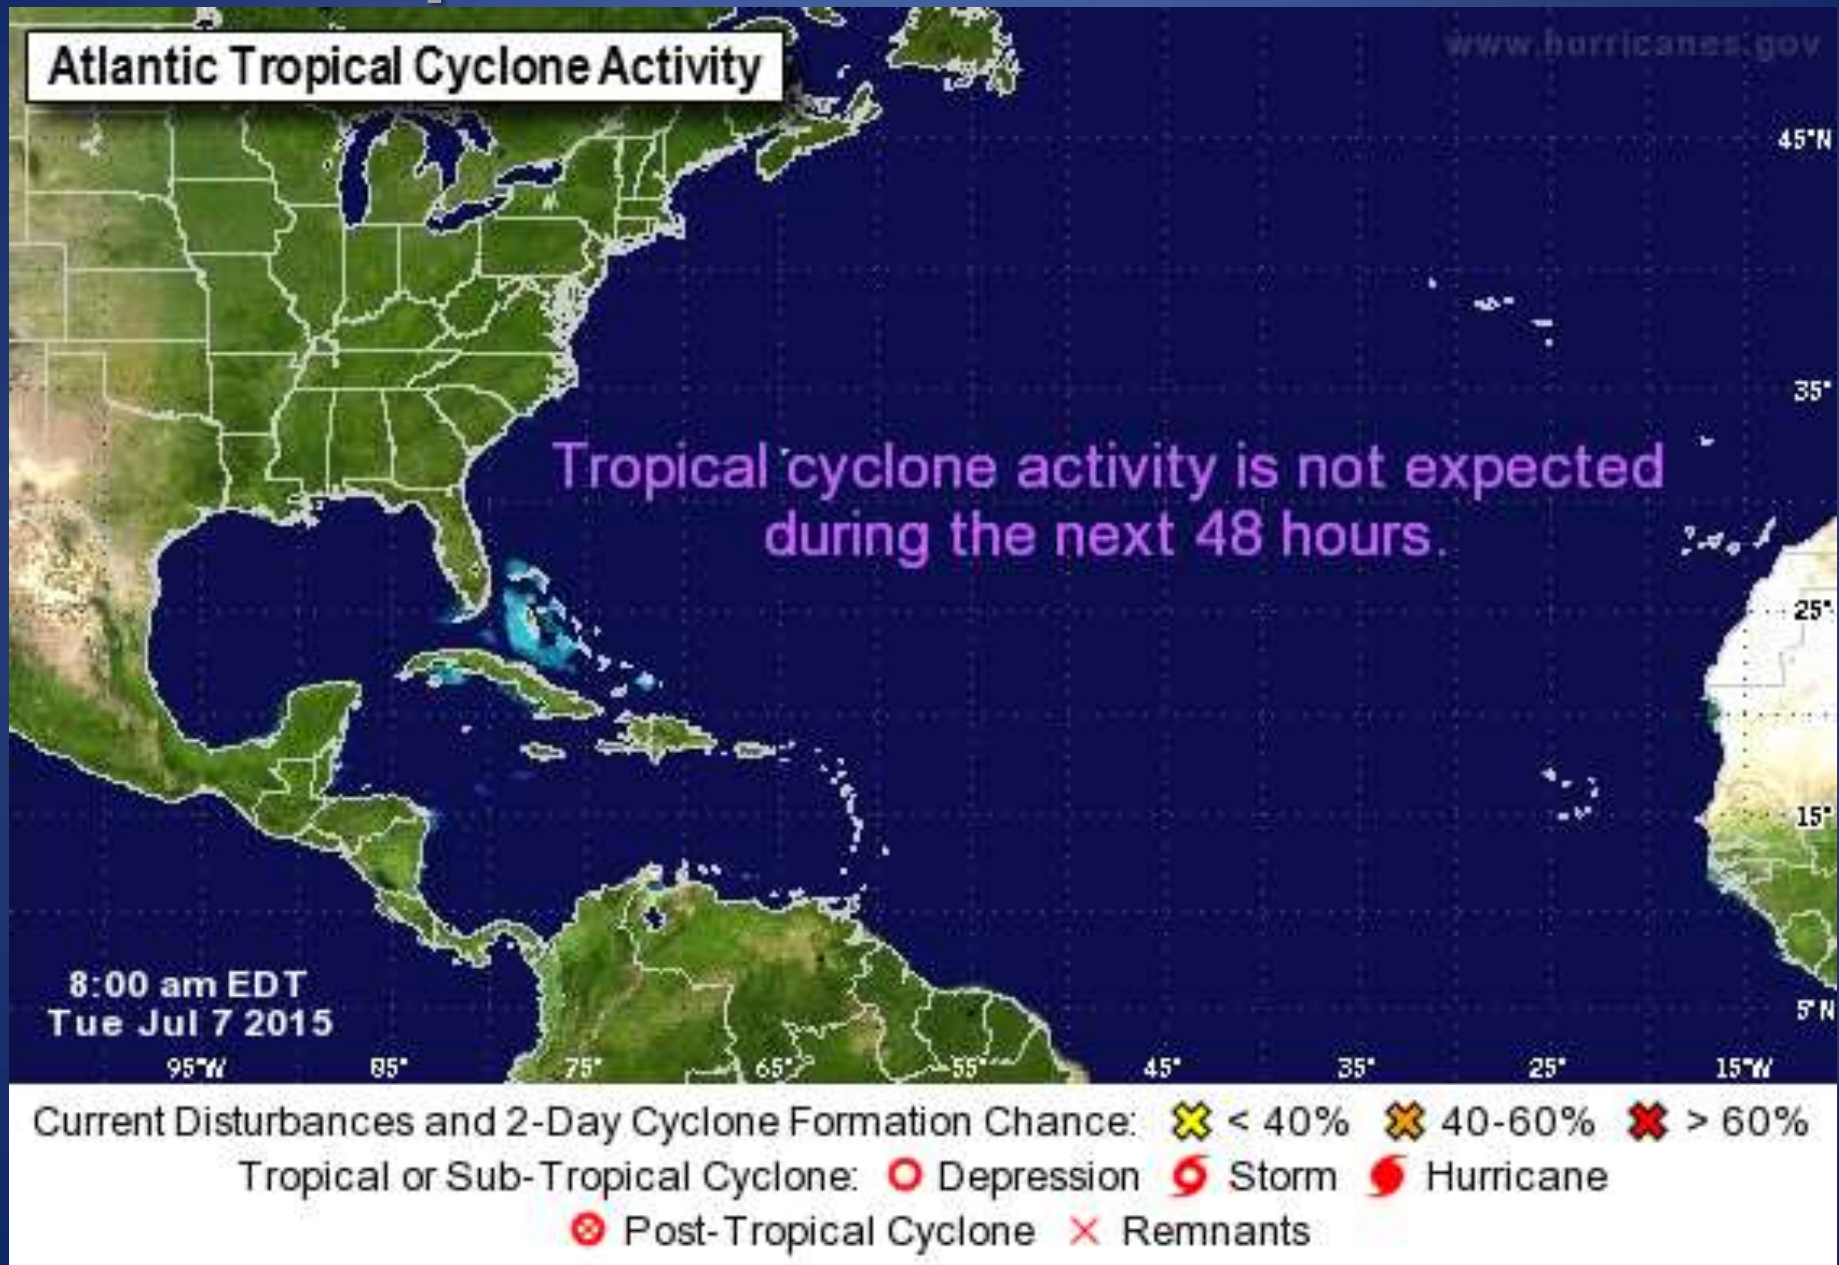 Atlantic Tropical Cyclone Activity
www.hurricanes.gov
45°N
35°
Tropical cyclone activity is not expected
during the next 48 hours.
25°
15°
8:00 am EDT
Tue Jul 7 2015
5°N
95°W 85° 75° 65° 55° 45° 35° 25° 15°W
Current Disturbances and 2-Day Cyclone Formation Chance: < 40% 40-60% > 60%
Tropical or Sub-Tropical Cyclone: Depression Storm Hurricane
Post-Tropical Cyclone Remnants